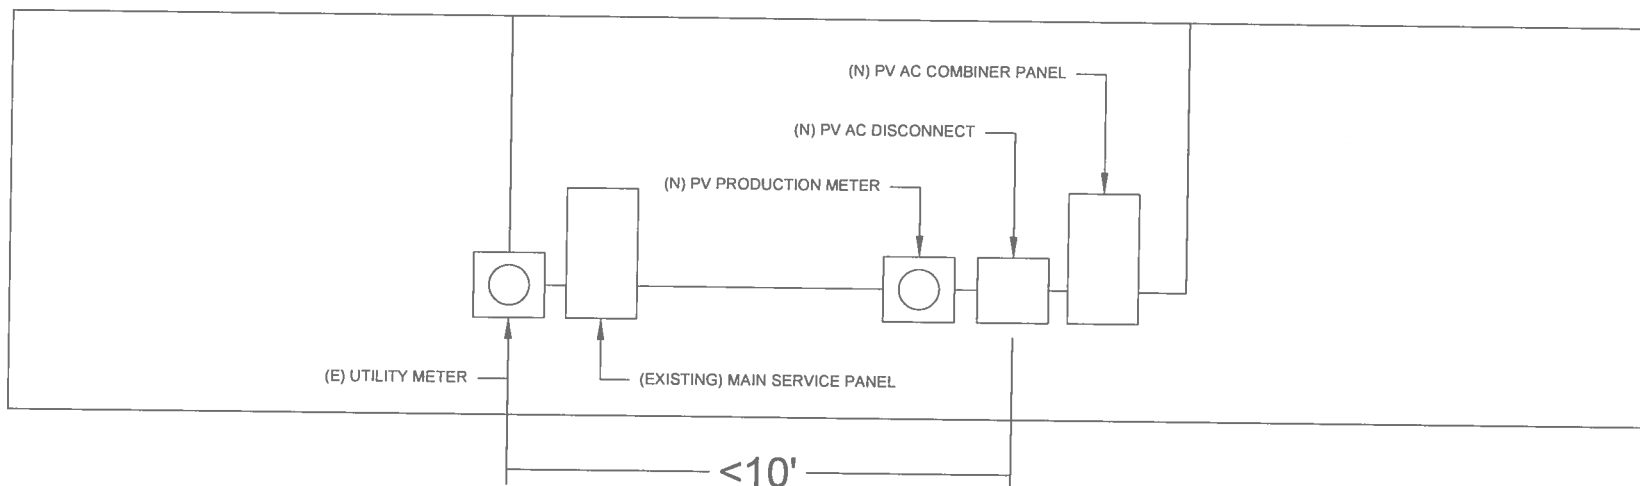 (N) PV AC COMBINER PANEL
(N) PV AC DISCONNECT
(N) PV PRODUCTION METER
(E) UTILITY METER
(EXISTING) MAIN SERVICE PANEL
<10'